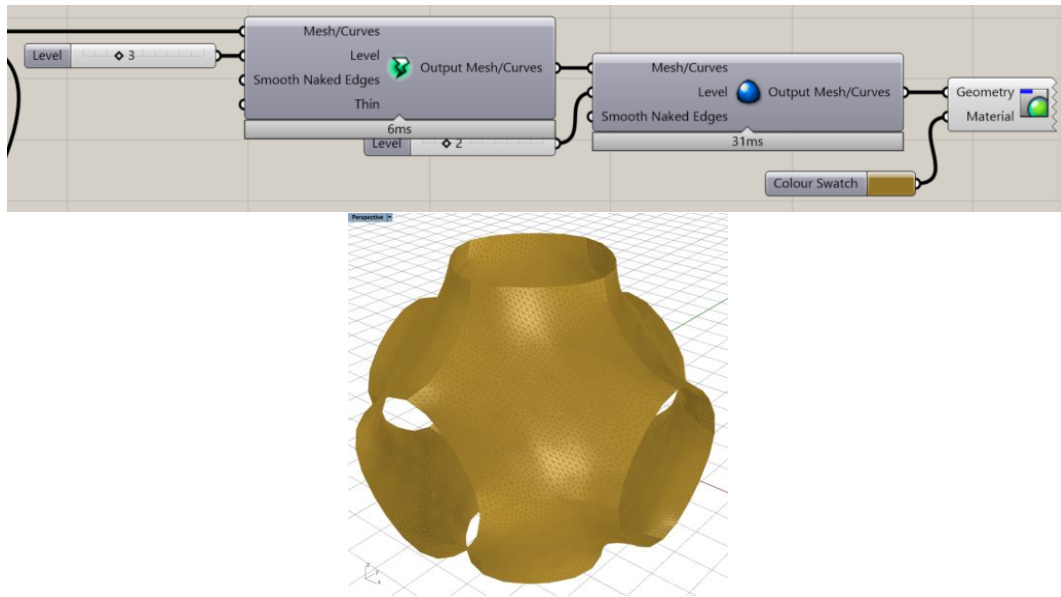 Mesh/Curves
Level 3
Level
Smooth Naked Edges
Output Mesh/Curves
Thin
6ms
Level 2
Mesh/Curves
Level
Output Mesh/Curves
Smooth Naked Edges
31ms
Geometry
Material
Colour Swatch
Perspective
z
y
x